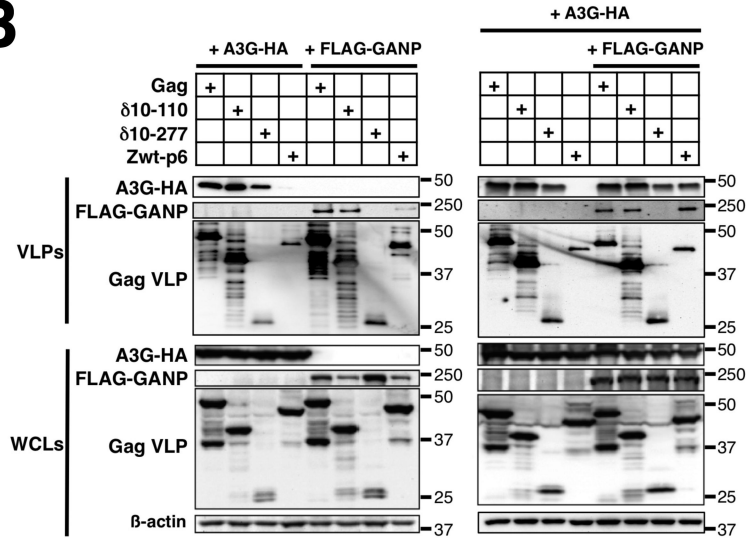 B
+ A3G-HA
+ A3G-HA + FLAG-GANP + FLAG-GANP
Gag + + + +
δ10-110 + + + +
δ10-277 + + + +
Zwt-p6 + + + +
A3G-HA 50 50
FLAG-GANP 250 250
VLPs
Gag VLP 50 50
37 37
25 25
A3G-HA 50 50
FLAG-GANP 250 250
WCLs
Gag VLP 50 50
37 37
25 25
ß-actin
37 37